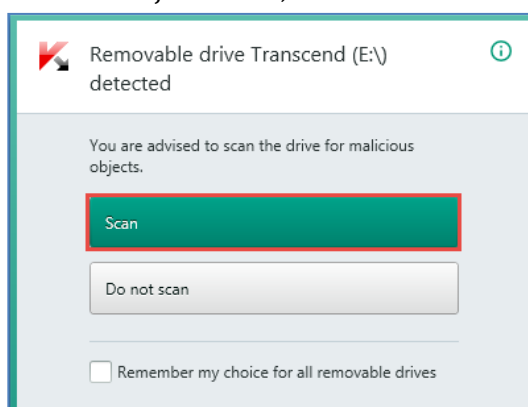 Removable drive Transcend (E:\)
detected
You are advised to scan the drive for malicious
objects.
Scan
Do not scan
Remember my choice for all removable drives